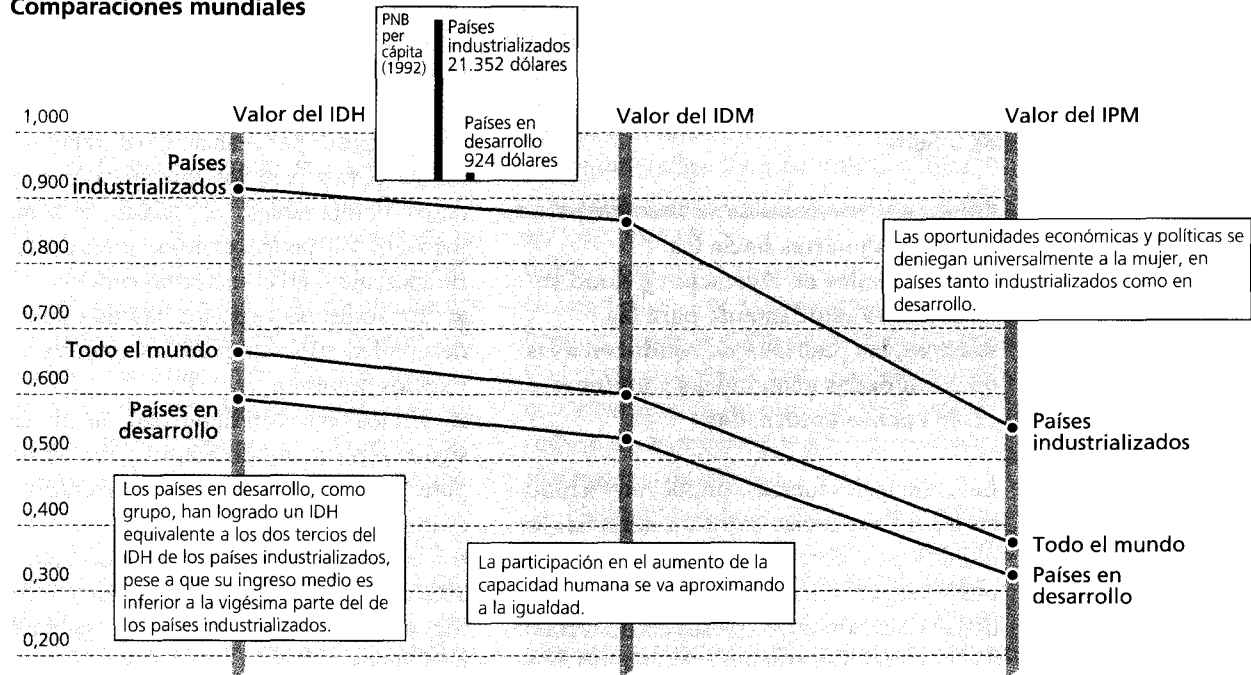 Comparaciones mundiales
PNB
per
cápita
(1992)
Países
industrializados
21.352 dólares
Países en
desarrollo
924 dólares
Valor del IDH
Valor del IDM
Valor del IPM
1,000
0,900
0,800
0,700
0,600
0,500
0,400
0,300
0,200
Países
industrializados
Todo el mundo
Países en
desarrollo
Las oportunidades económicas y políticas se
deniegan universalmente a la mujer, en
países tanto industrializados como en
desarrollo.
Países
industrializados
Todo el mundo
Países en
desarrollo
Los países en desarrollo, como
grupo, han logrado un IDH
equivalente a los dos tercios del
IDH de los países industrializados,
pese a que su ingreso medio es
inferior a la vigésima parte del de
los países industrializados.
La participación en el aumento de la
capacidad humana se va aproximando
a la igualdad.